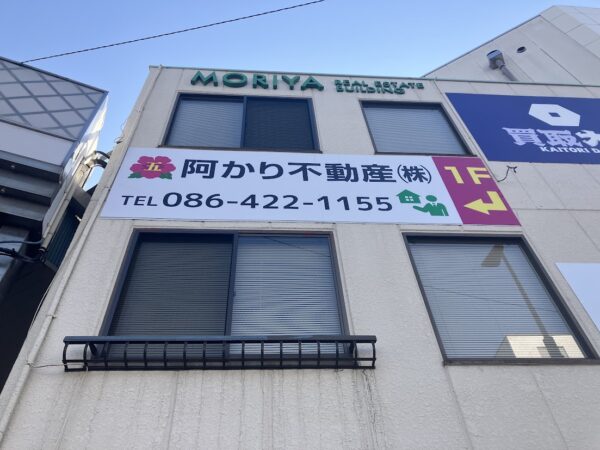 MORIYA REAL ESTATE
BUILDING
五
阿かり不動産㈱
TEL 086-422-1155
1F
買取
KAITORI D